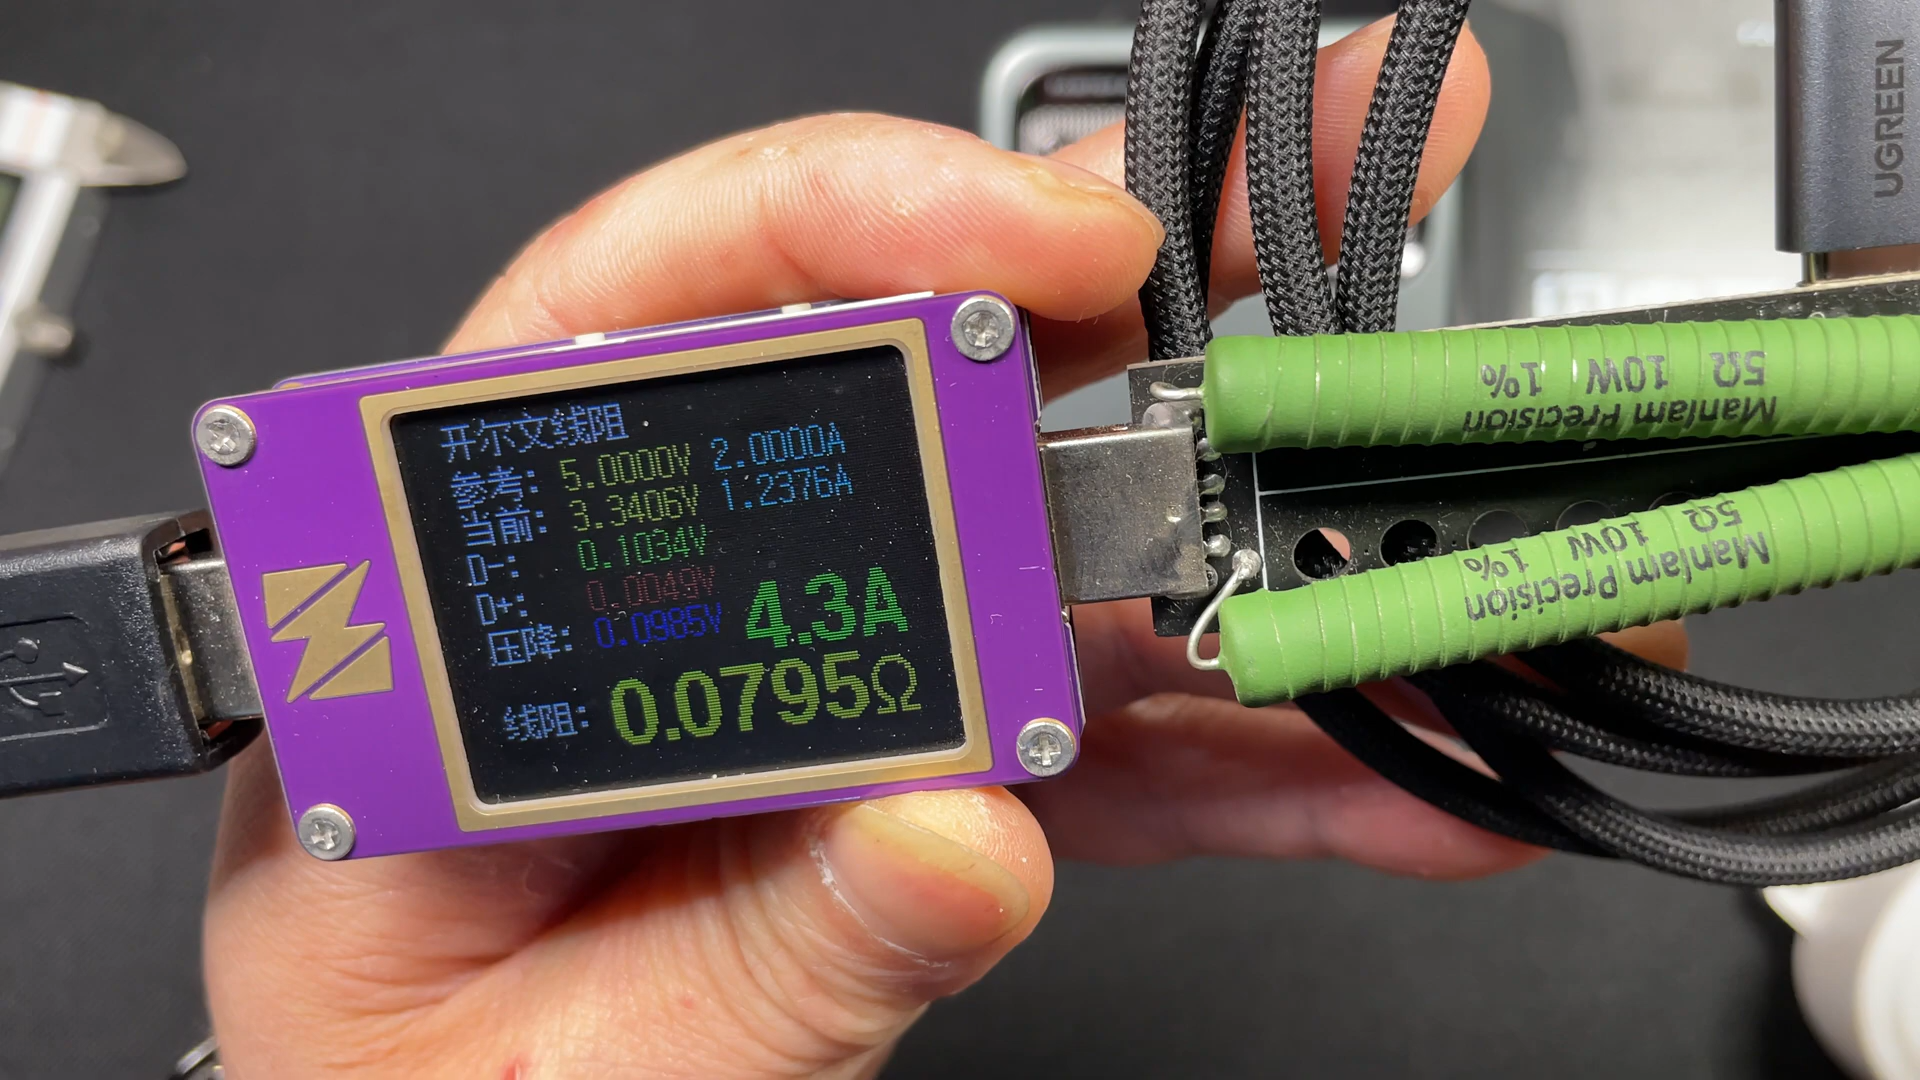 开尔文线阻
参考: 5.0000V 2.0000A
当前: 3.3406V 1.2376A
D-: 0.1034V
D+: 0.0049V
压降: 0.0985V 4.3A
线阻: 0.0795Ω
UGREEN
Manlam Precision
5Ω 10W 1%
Manlam Precision
5Ω 10W 1%